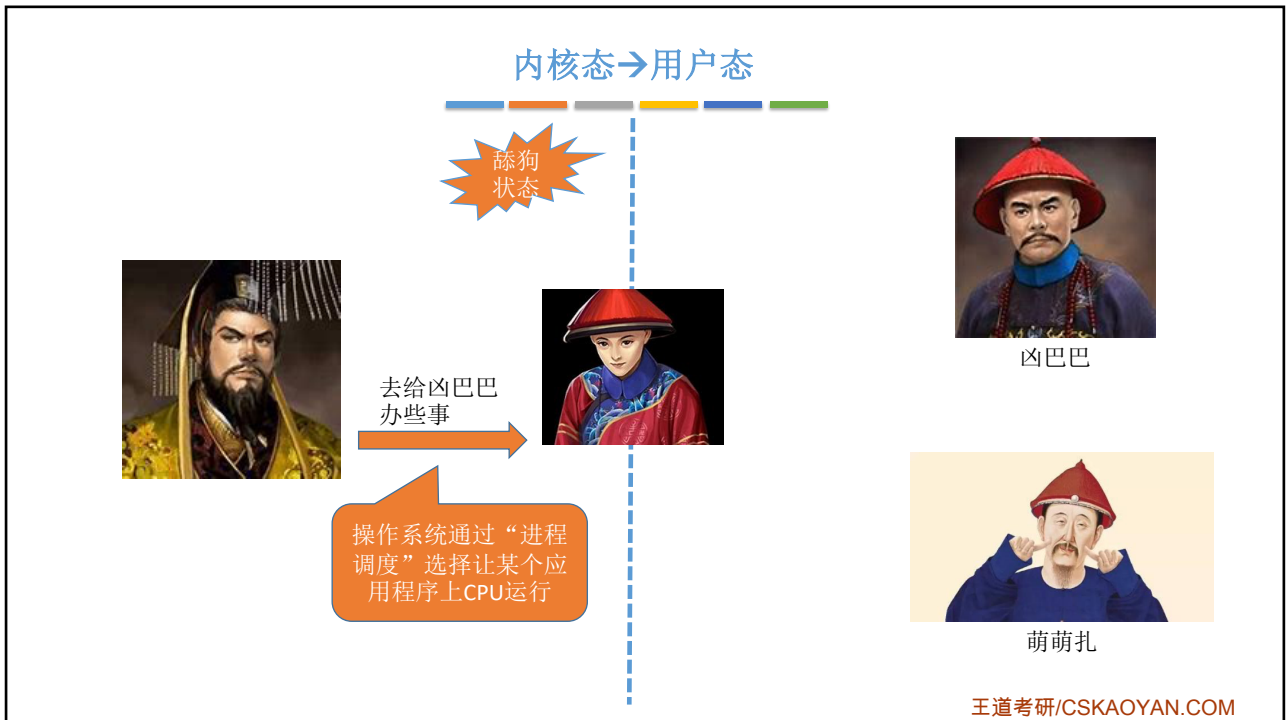 内核态→用户态
舔狗
状态
凶巴巴
去给凶巴巴
办些事
操作系统通过“进程
调度”选择让某个应
用程序上CPU运行
萌萌扎
王道考研/CSKAOYAN.COM